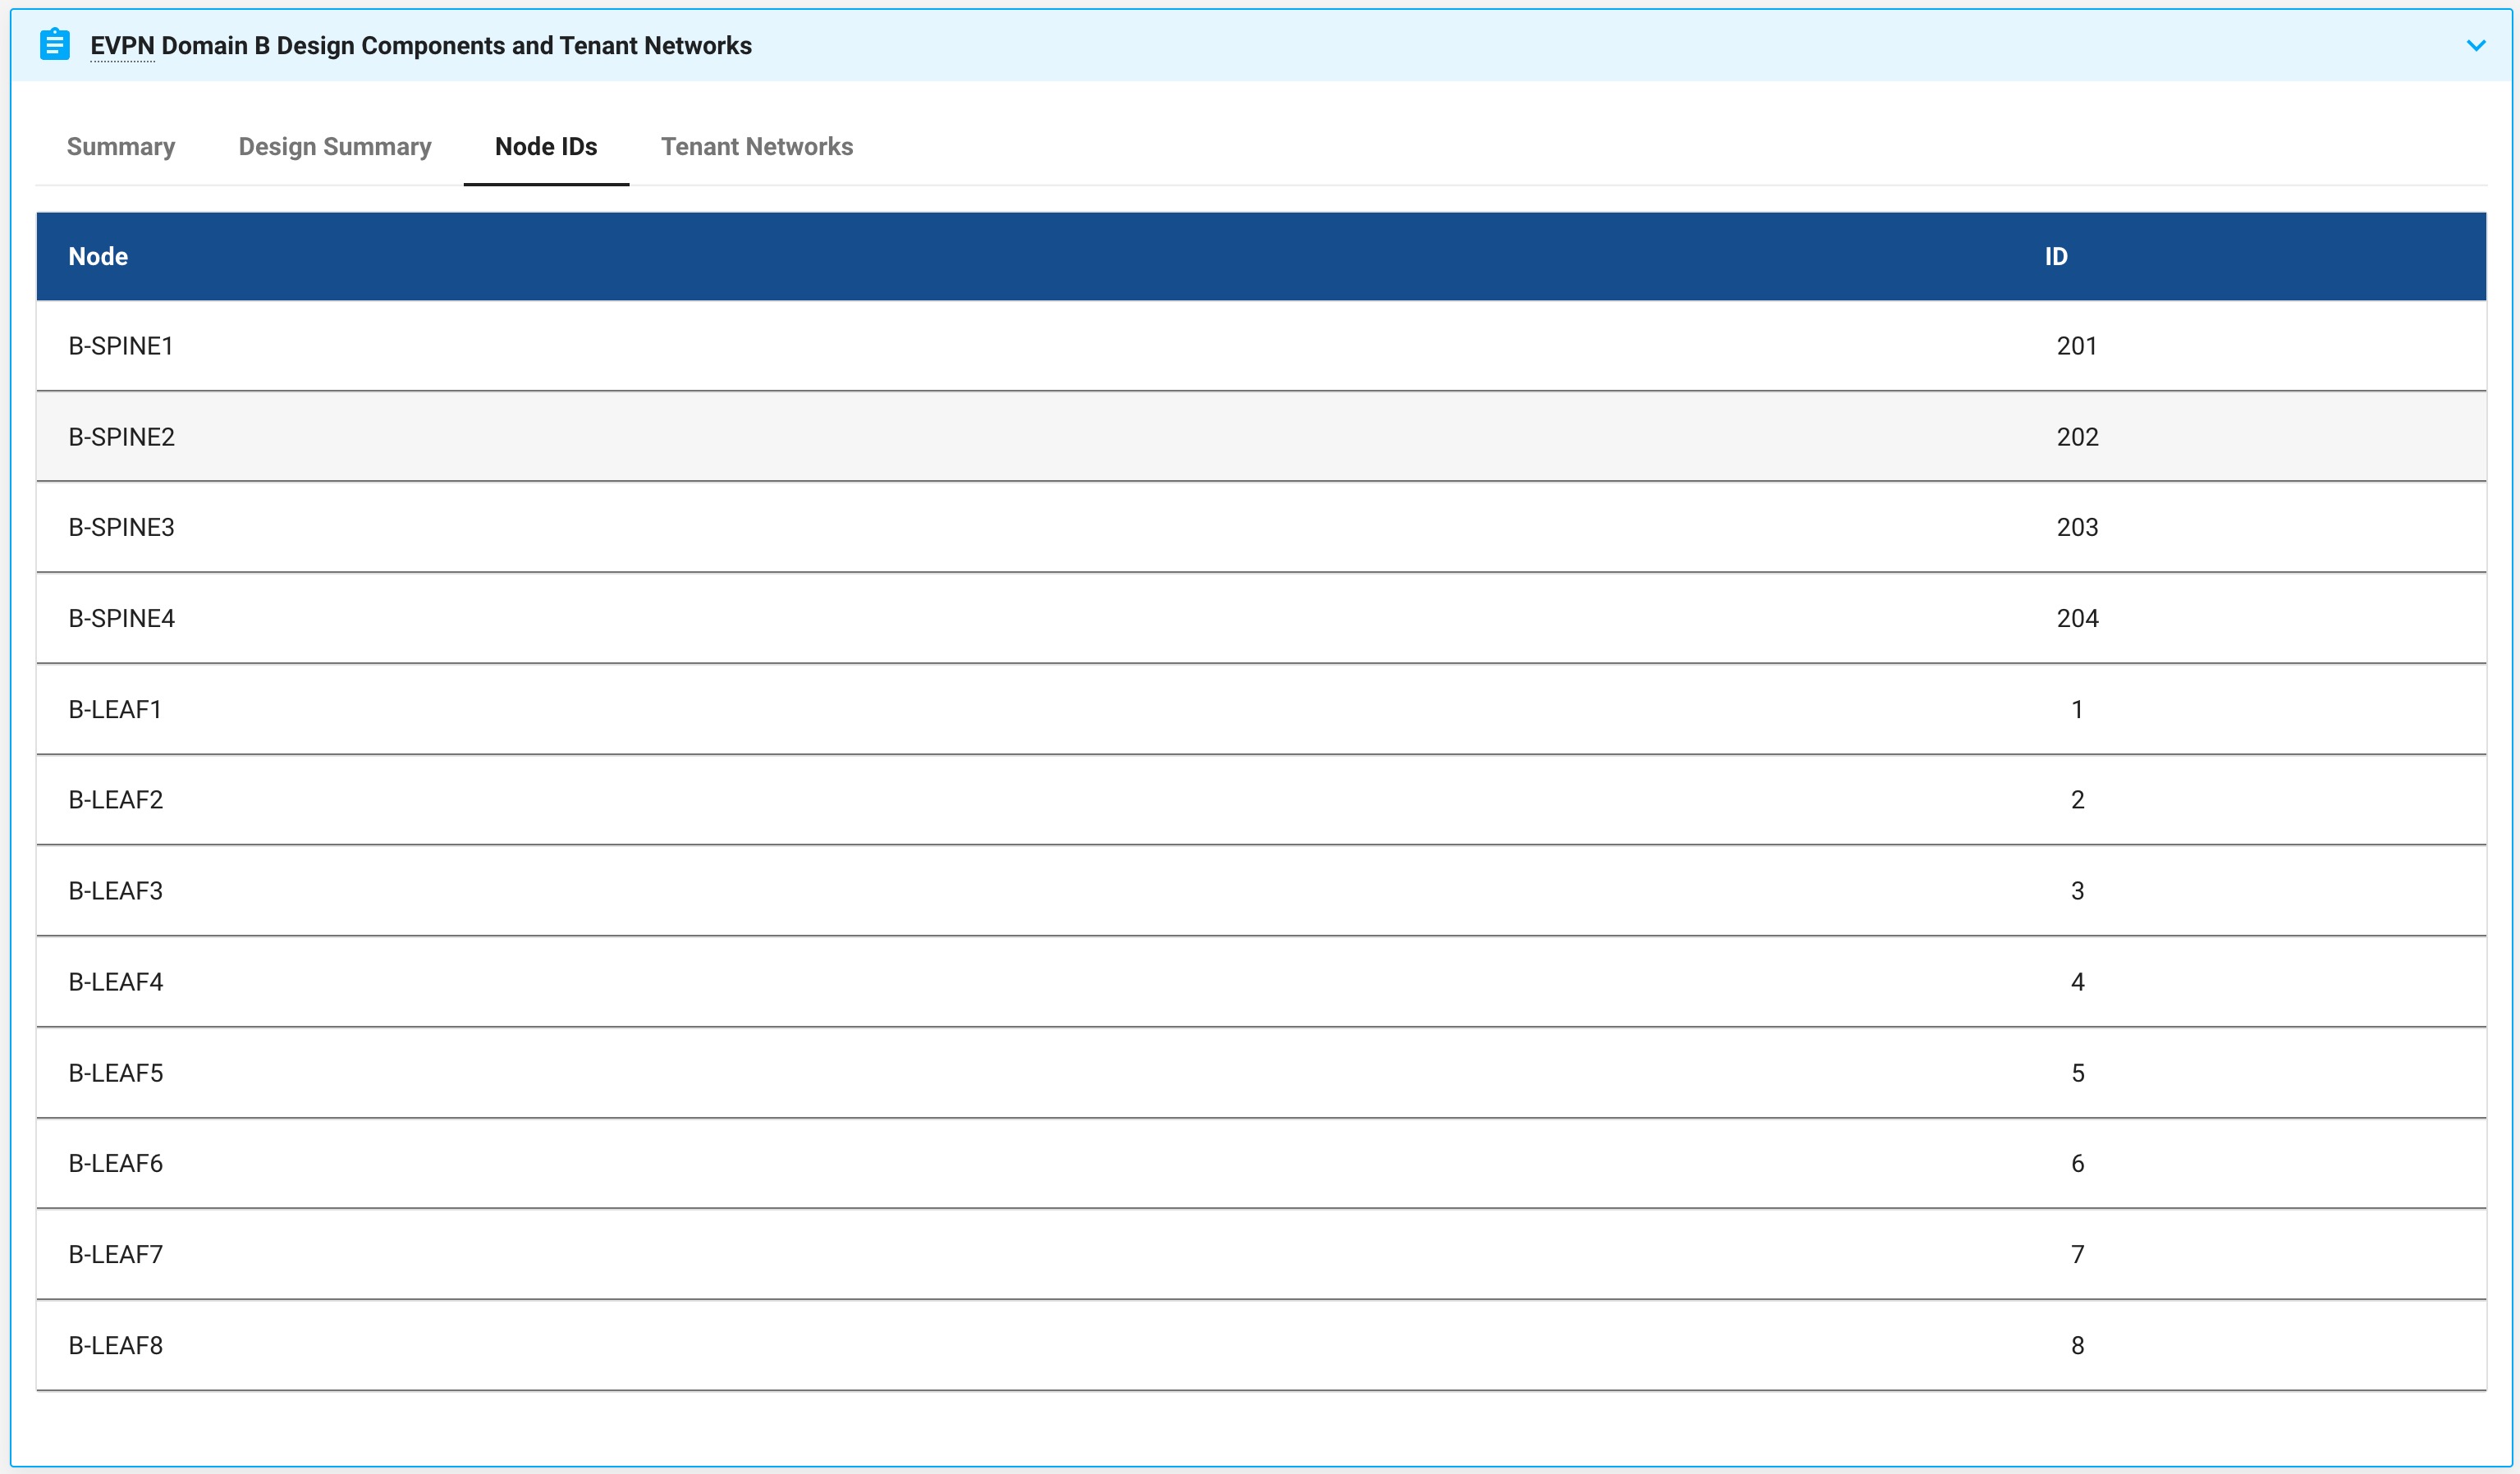 EVPN Domain B Design Components and Tenant Networks
Summary Design Summary Node IDs Tenant Networks
Node ID
B-SPINE1 201
B-SPINE2 202
B-SPINE3 203
B-SPINE4 204
B-LEAF1 1
B-LEAF2 2
B-LEAF3 3
B-LEAF4 4
B-LEAF5 5
B-LEAF6 6
B-LEAF7 7
B-LEAF8 8